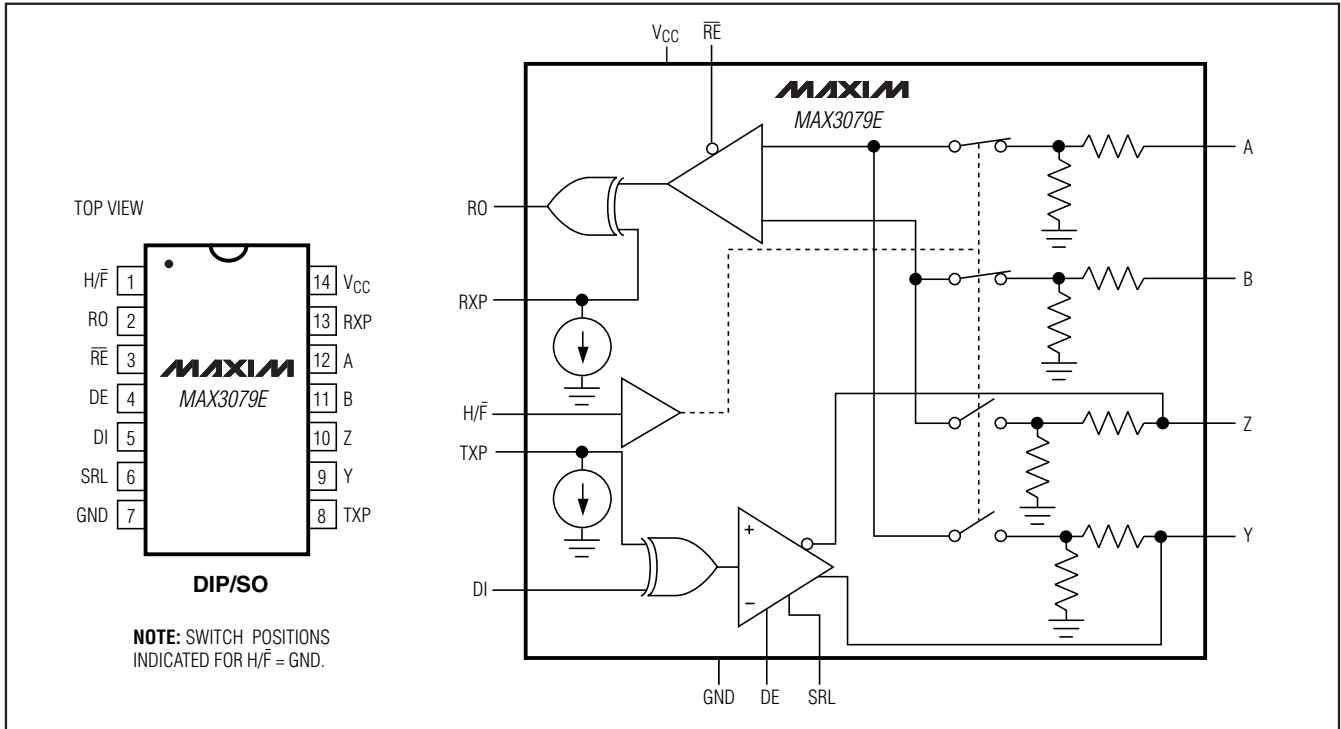 TOP VIEW
H/F̅ 1
RO 2
R̅E̅ 3
DE 4
DI 5
SRL 6
GND 7
14 VCC
13 RXP
12 A
11 B
10 Z
9 Y
8 TXP
MAXIM
MAX3079E
DIP/SO
NOTE: SWITCH POSITIONS
INDICATED FOR H/F̅ = GND.
VCC
R̅E̅
MAXIM
MAX3079E
RO
RXP
H/F̅
TXP
DI
+
−
A
B
Z
Y
GND
DE
SRL